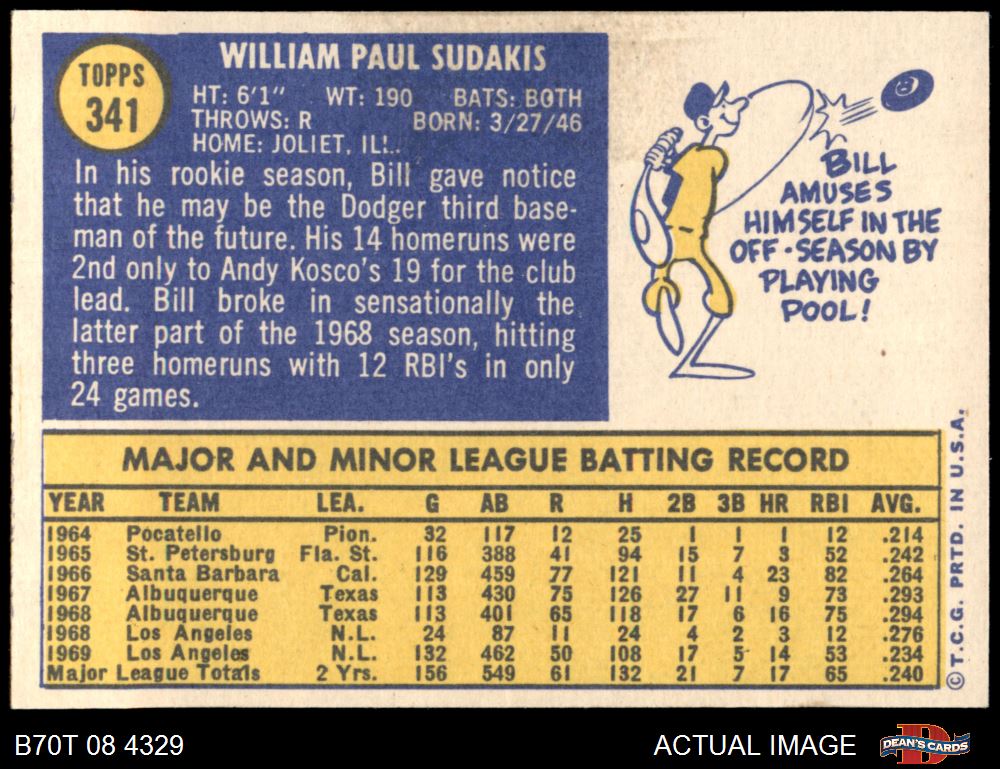 TOPPS
341
WILLIAM PAUL SUDAKIS
HT: 6'1" WT: 190 BATS: BOTH
THROWS: R BORN: 3/27/46
HOME: JOLIET, ILL.
In his rookie season, Bill gave notice
that he may be the Dodger third base-
man of the future. His 14 homeruns were
2nd only to Andy Kosco's 19 for the club
lead. Bill broke in sensationally the
latter part of the 1968 season, hitting
three homeruns with 12 RBI's in only
24 games.
8
BILL
AMUSES
HIMSELF IN THE
OFF-SEASON BY
PLAYING
POOL!
MAJOR AND MINOR LEAGUE BATTING RECORD
YEAR TEAM LEA. G AB R H 2B 3B HR RBI AVG.
1964 Pocatello Pion. 32 117 12 25 1 1 1 12 .214
1965 St. Petersburg Fla. St. 116 388 41 94 15 7 3 52 .242
1966 Santa Barbara Cal. 129 459 77 121 11 4 23 82 .264
1967 Albuquerque Texas 113 430 75 126 27 11 9 73 .293
1968 Albuquerque Texas 113 401 65 118 17 6 16 75 .294
1968 Los Angeles N.L. 24 87 11 24 4 2 3 12 .276
1969 Los Angeles N.L. 132 462 50 108 17 5 14 53 .234
Major League Totals 2 Yrs. 156 549 61 132 21 7 17 65 .240
©T.C.G. PRTD. IN U.S.A.
B70T 08 4329
ACTUAL IMAGE
D
DEAN'S CARDS